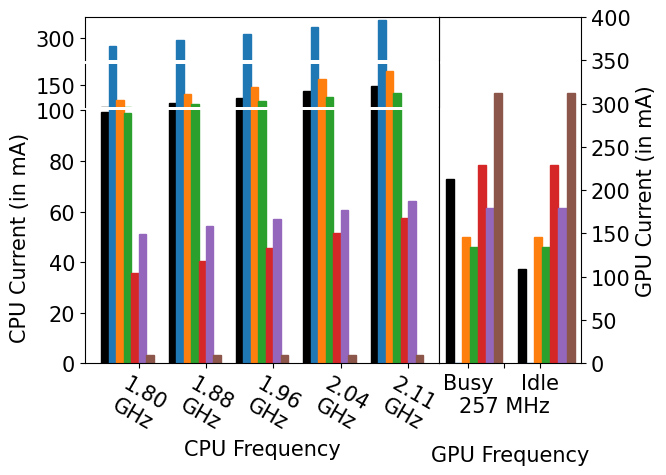 300
150
100
80
60
40
20
0
CPU Current (in mA)
1.80
GHz
1.88
GHz
1.96
GHz
2.04
GHz
2.11
GHz
CPU Frequency
Busy
Idle
257 MHz
GPU Frequency
400
350
300
250
200
150
100
50
0
GPU Current (in mA)